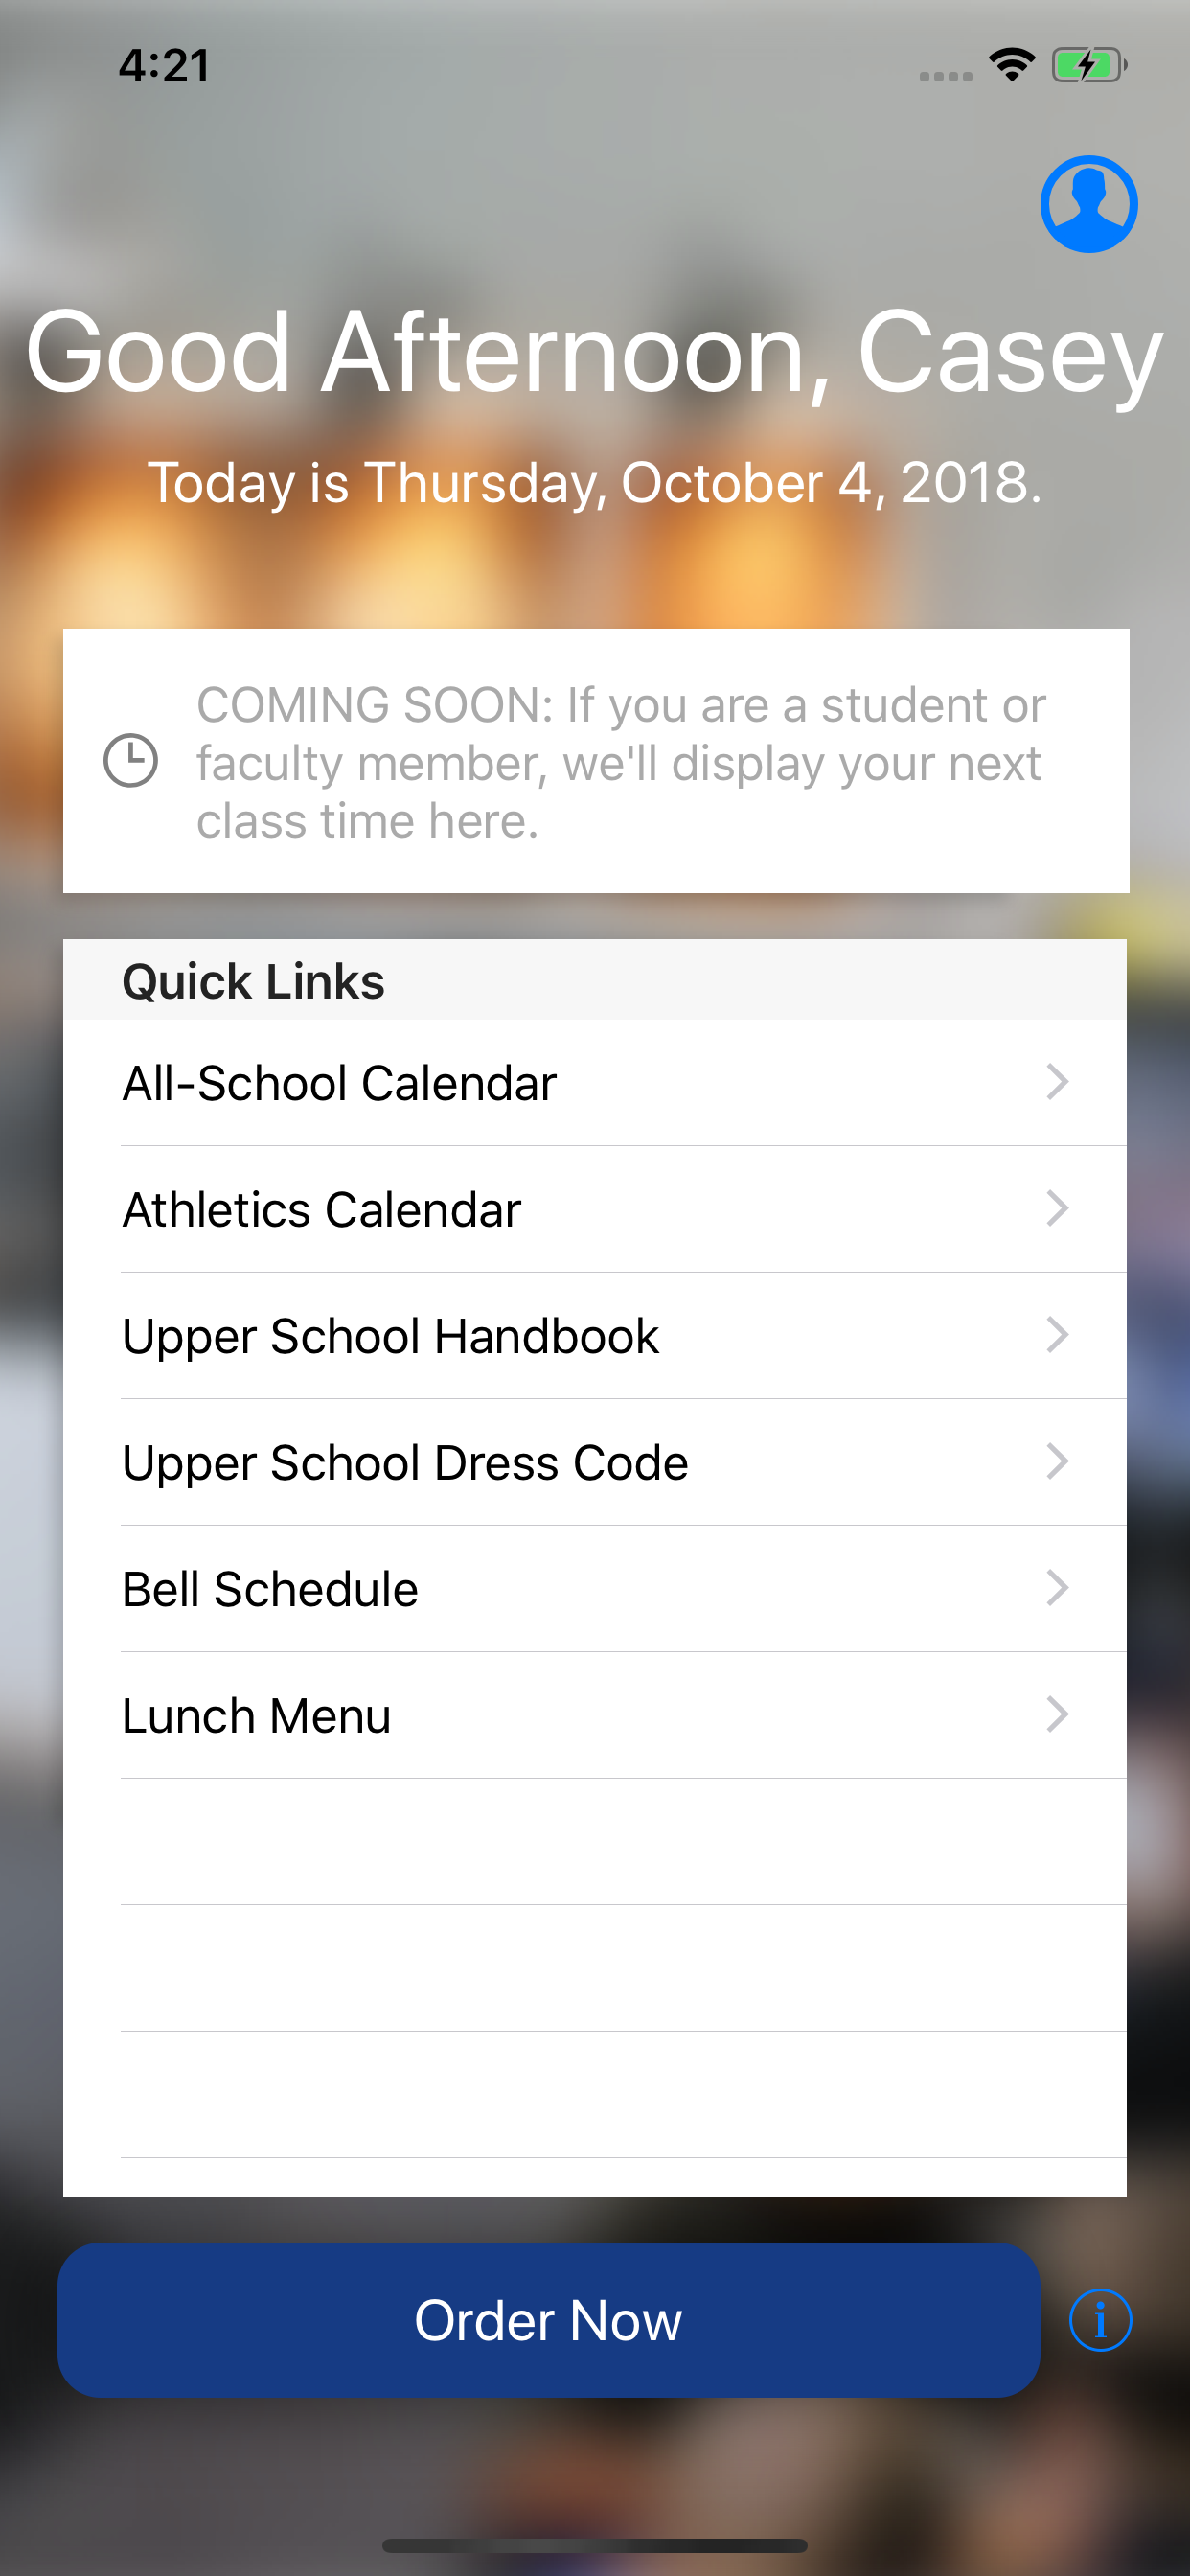 4:21
Good Afternoon, Casey
Today is Thursday, October 4, 2018.
COMING SOON: If you are a student or
faculty member, we'll display your next
class time here.
Quick Links
All-School Calendar
Athletics Calendar
Upper School Handbook
Upper School Dress Code
Bell Schedule
Lunch Menu
Order Now